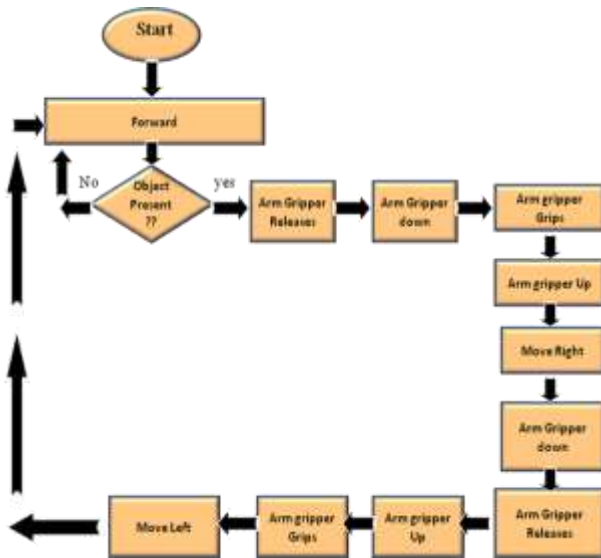 Start
Forward
No
Object
Present
??
yes
Arm Gripper
Releases
Arm Gripper
down
Arm gripper
Grips
Arm gripper Up
Move Right
Arm Gripper
down
Arm Gripper
Releases
Arm gripper
Up
Arm gripper
Grips
Move Left